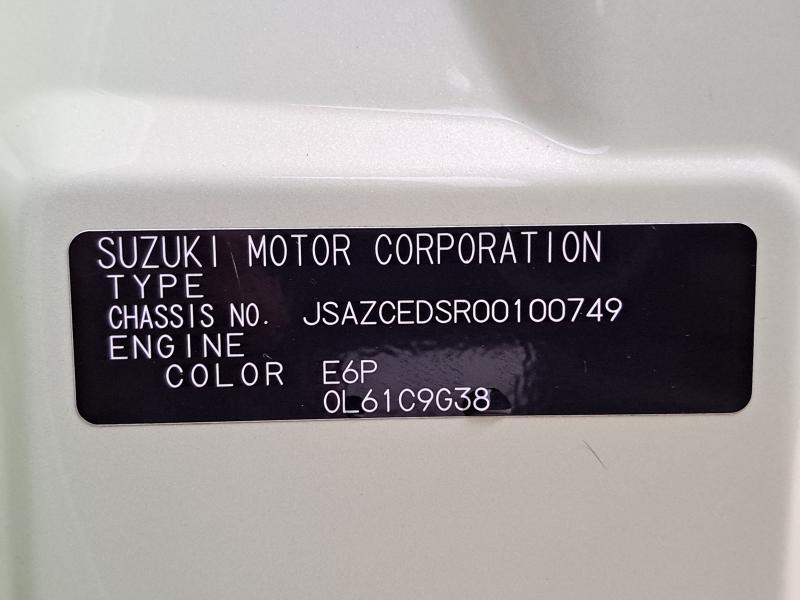 SUZUKI MOTOR CORPORATION
TYPE
CHASSIS NO. JSAZCEDSR00100749
ENGINE
COLOR E6P
0L61C9G38